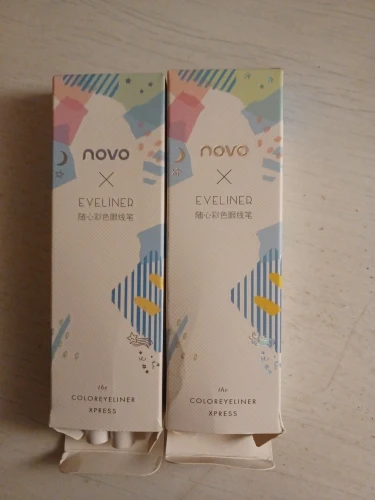 novo
EYELINER
随心彩色眼线笔
the
COLOREYELINER
XPRESS
novo
EYELINER
随心彩色眼线笔
the
COLOREYELINER
XPRESS